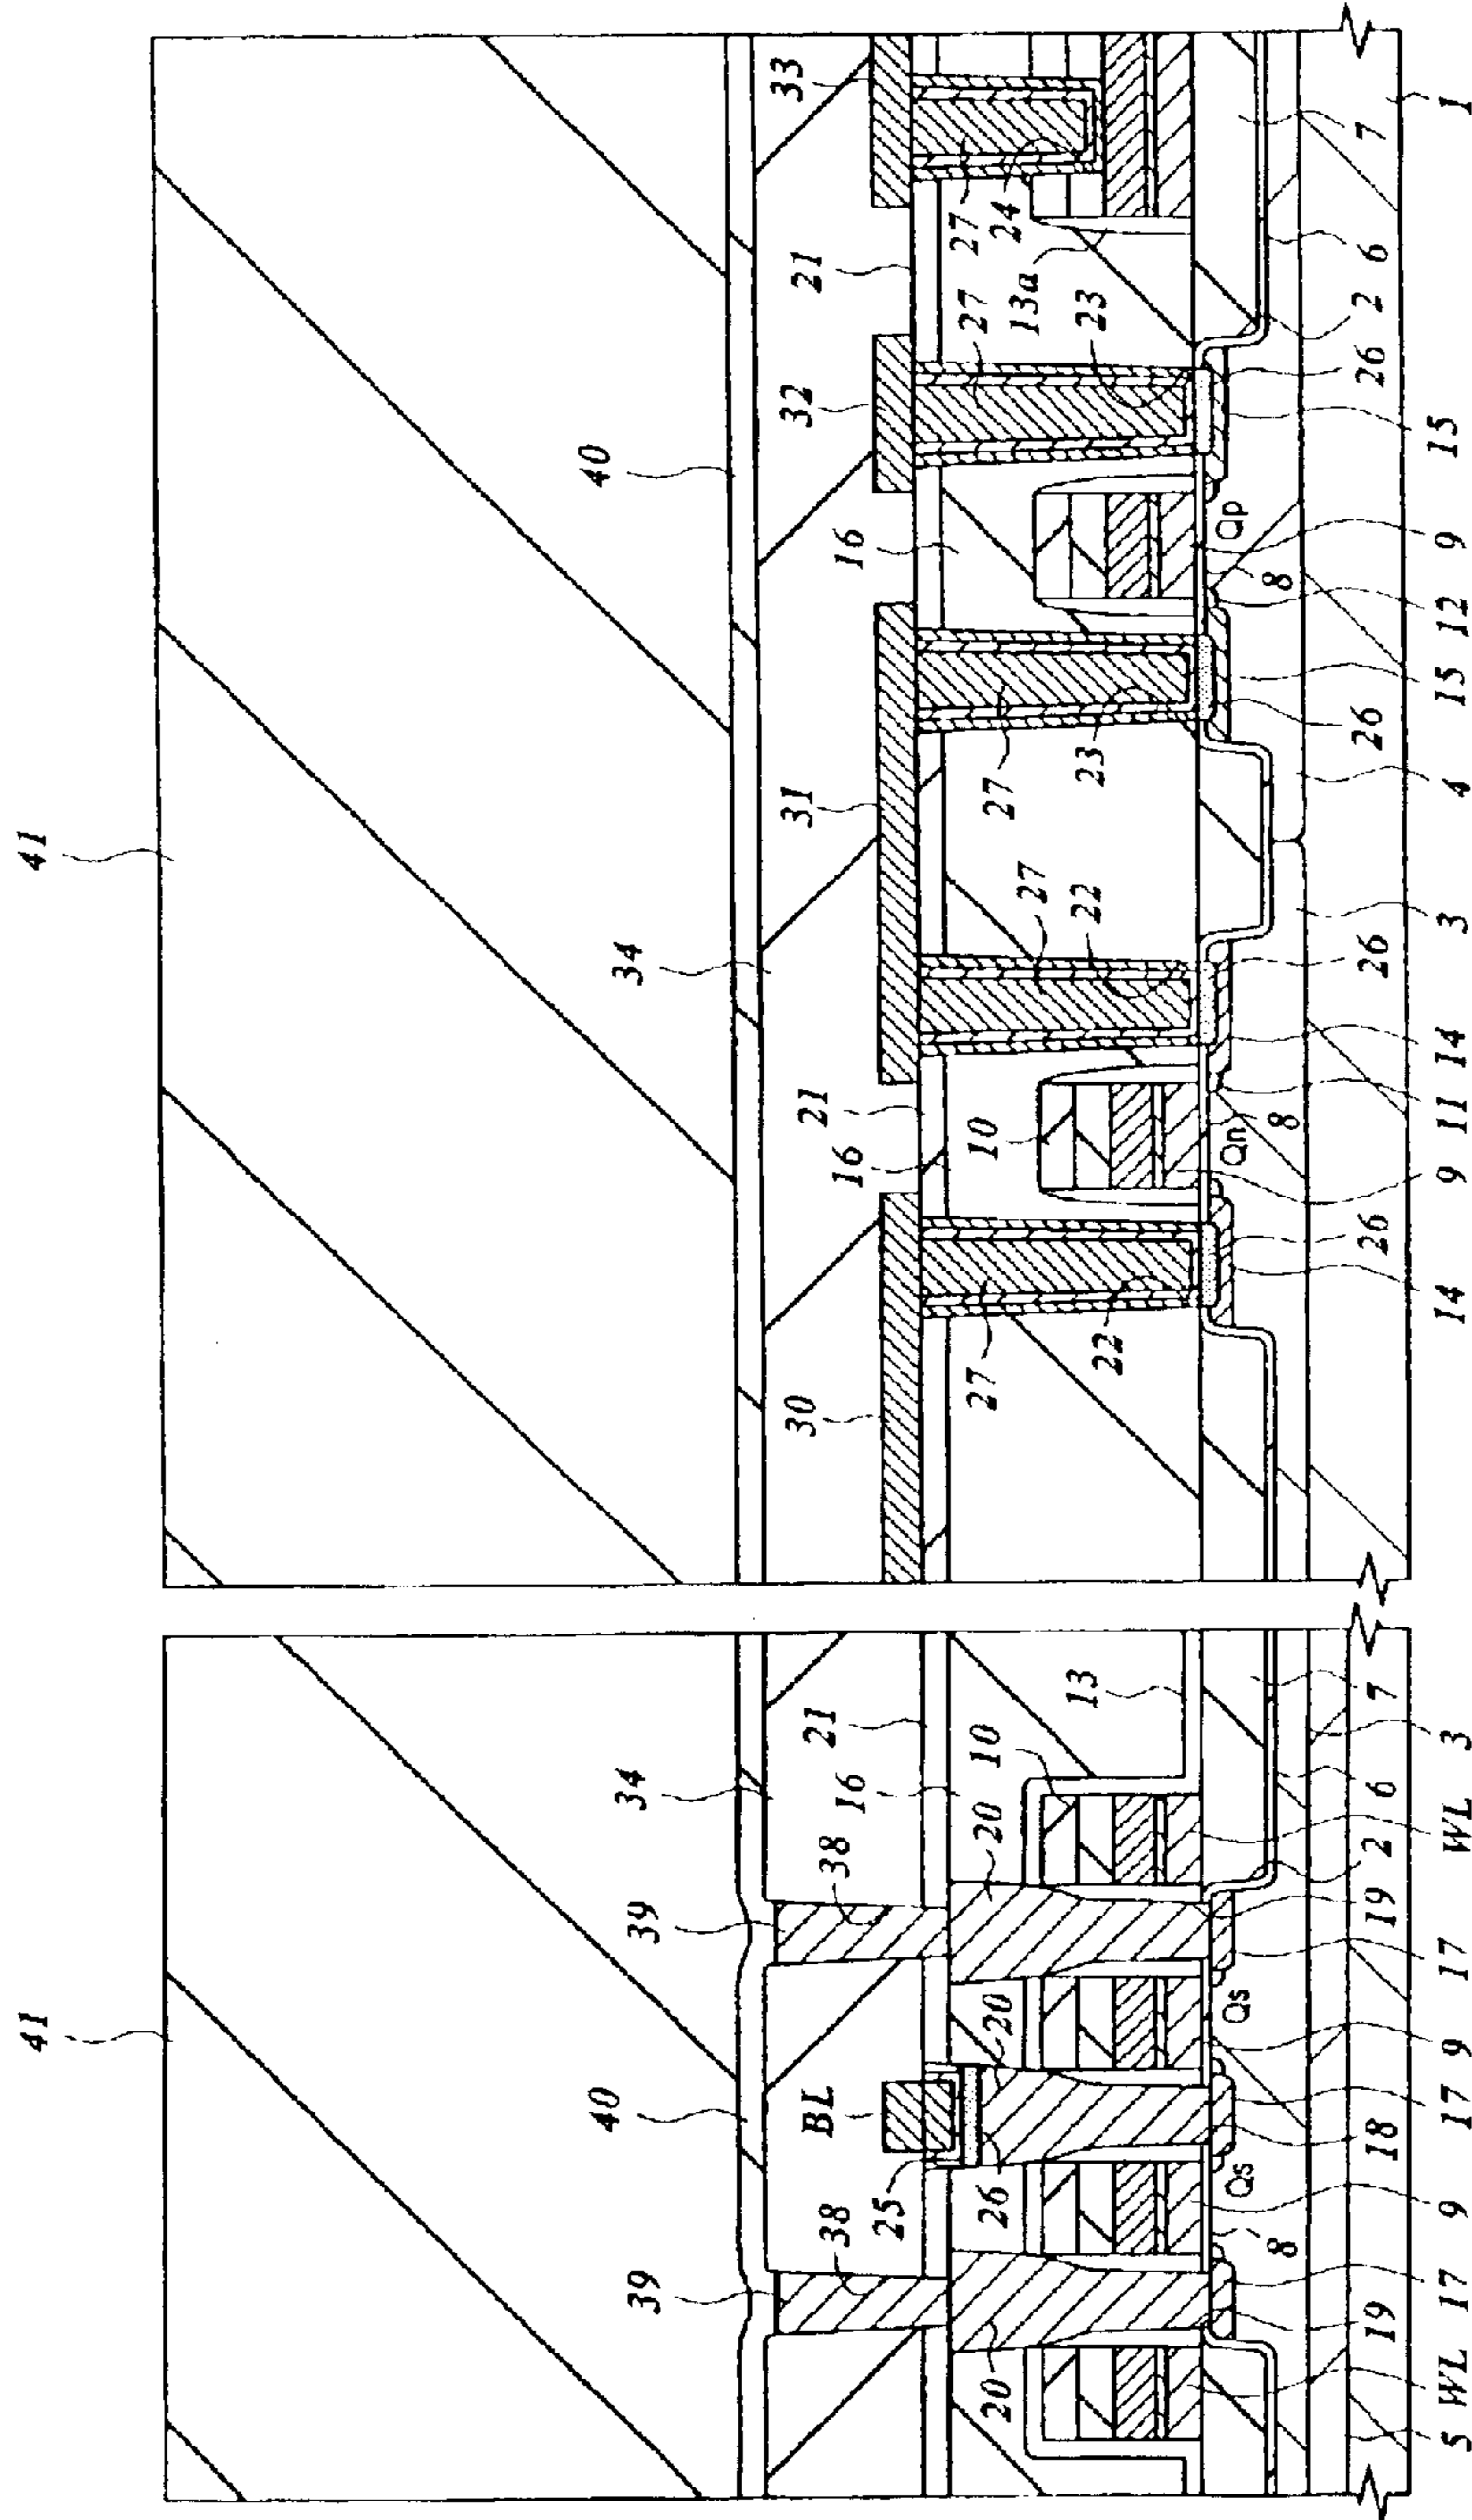 41 41
40 40
39 39 34 34
BL 21 30 21 31 32 21 33
38 38 16 16 16
25
20 26 20 20 10 27 10 27 27 27 24
13 22 22 23 13a 23
27
Qs Qs Qn Qp
8 8 8
19 18 19 2 6 7 26 26 26 26 2 6 7
5 WL 17 9 17 9 17 WL 3 14 9 11 14 3 4 15 12 9 15 1